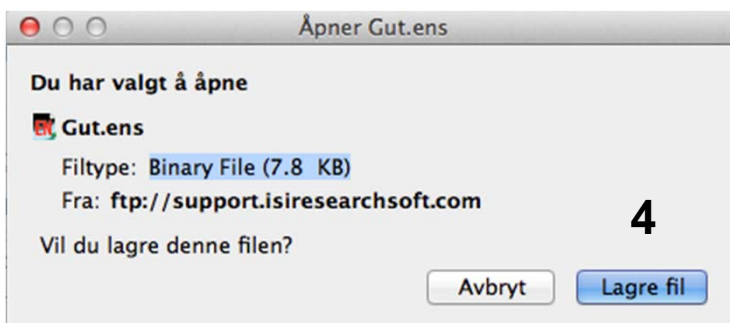 Åpner Gut.ens
Du har valgt å åpne
Gut.ens
Filtype: Binary File (7.8 KB)
Fra: ftp://support.isiresearchsoft.com
4
Vil du lagre denne filen?
Avbryt Lagre fil